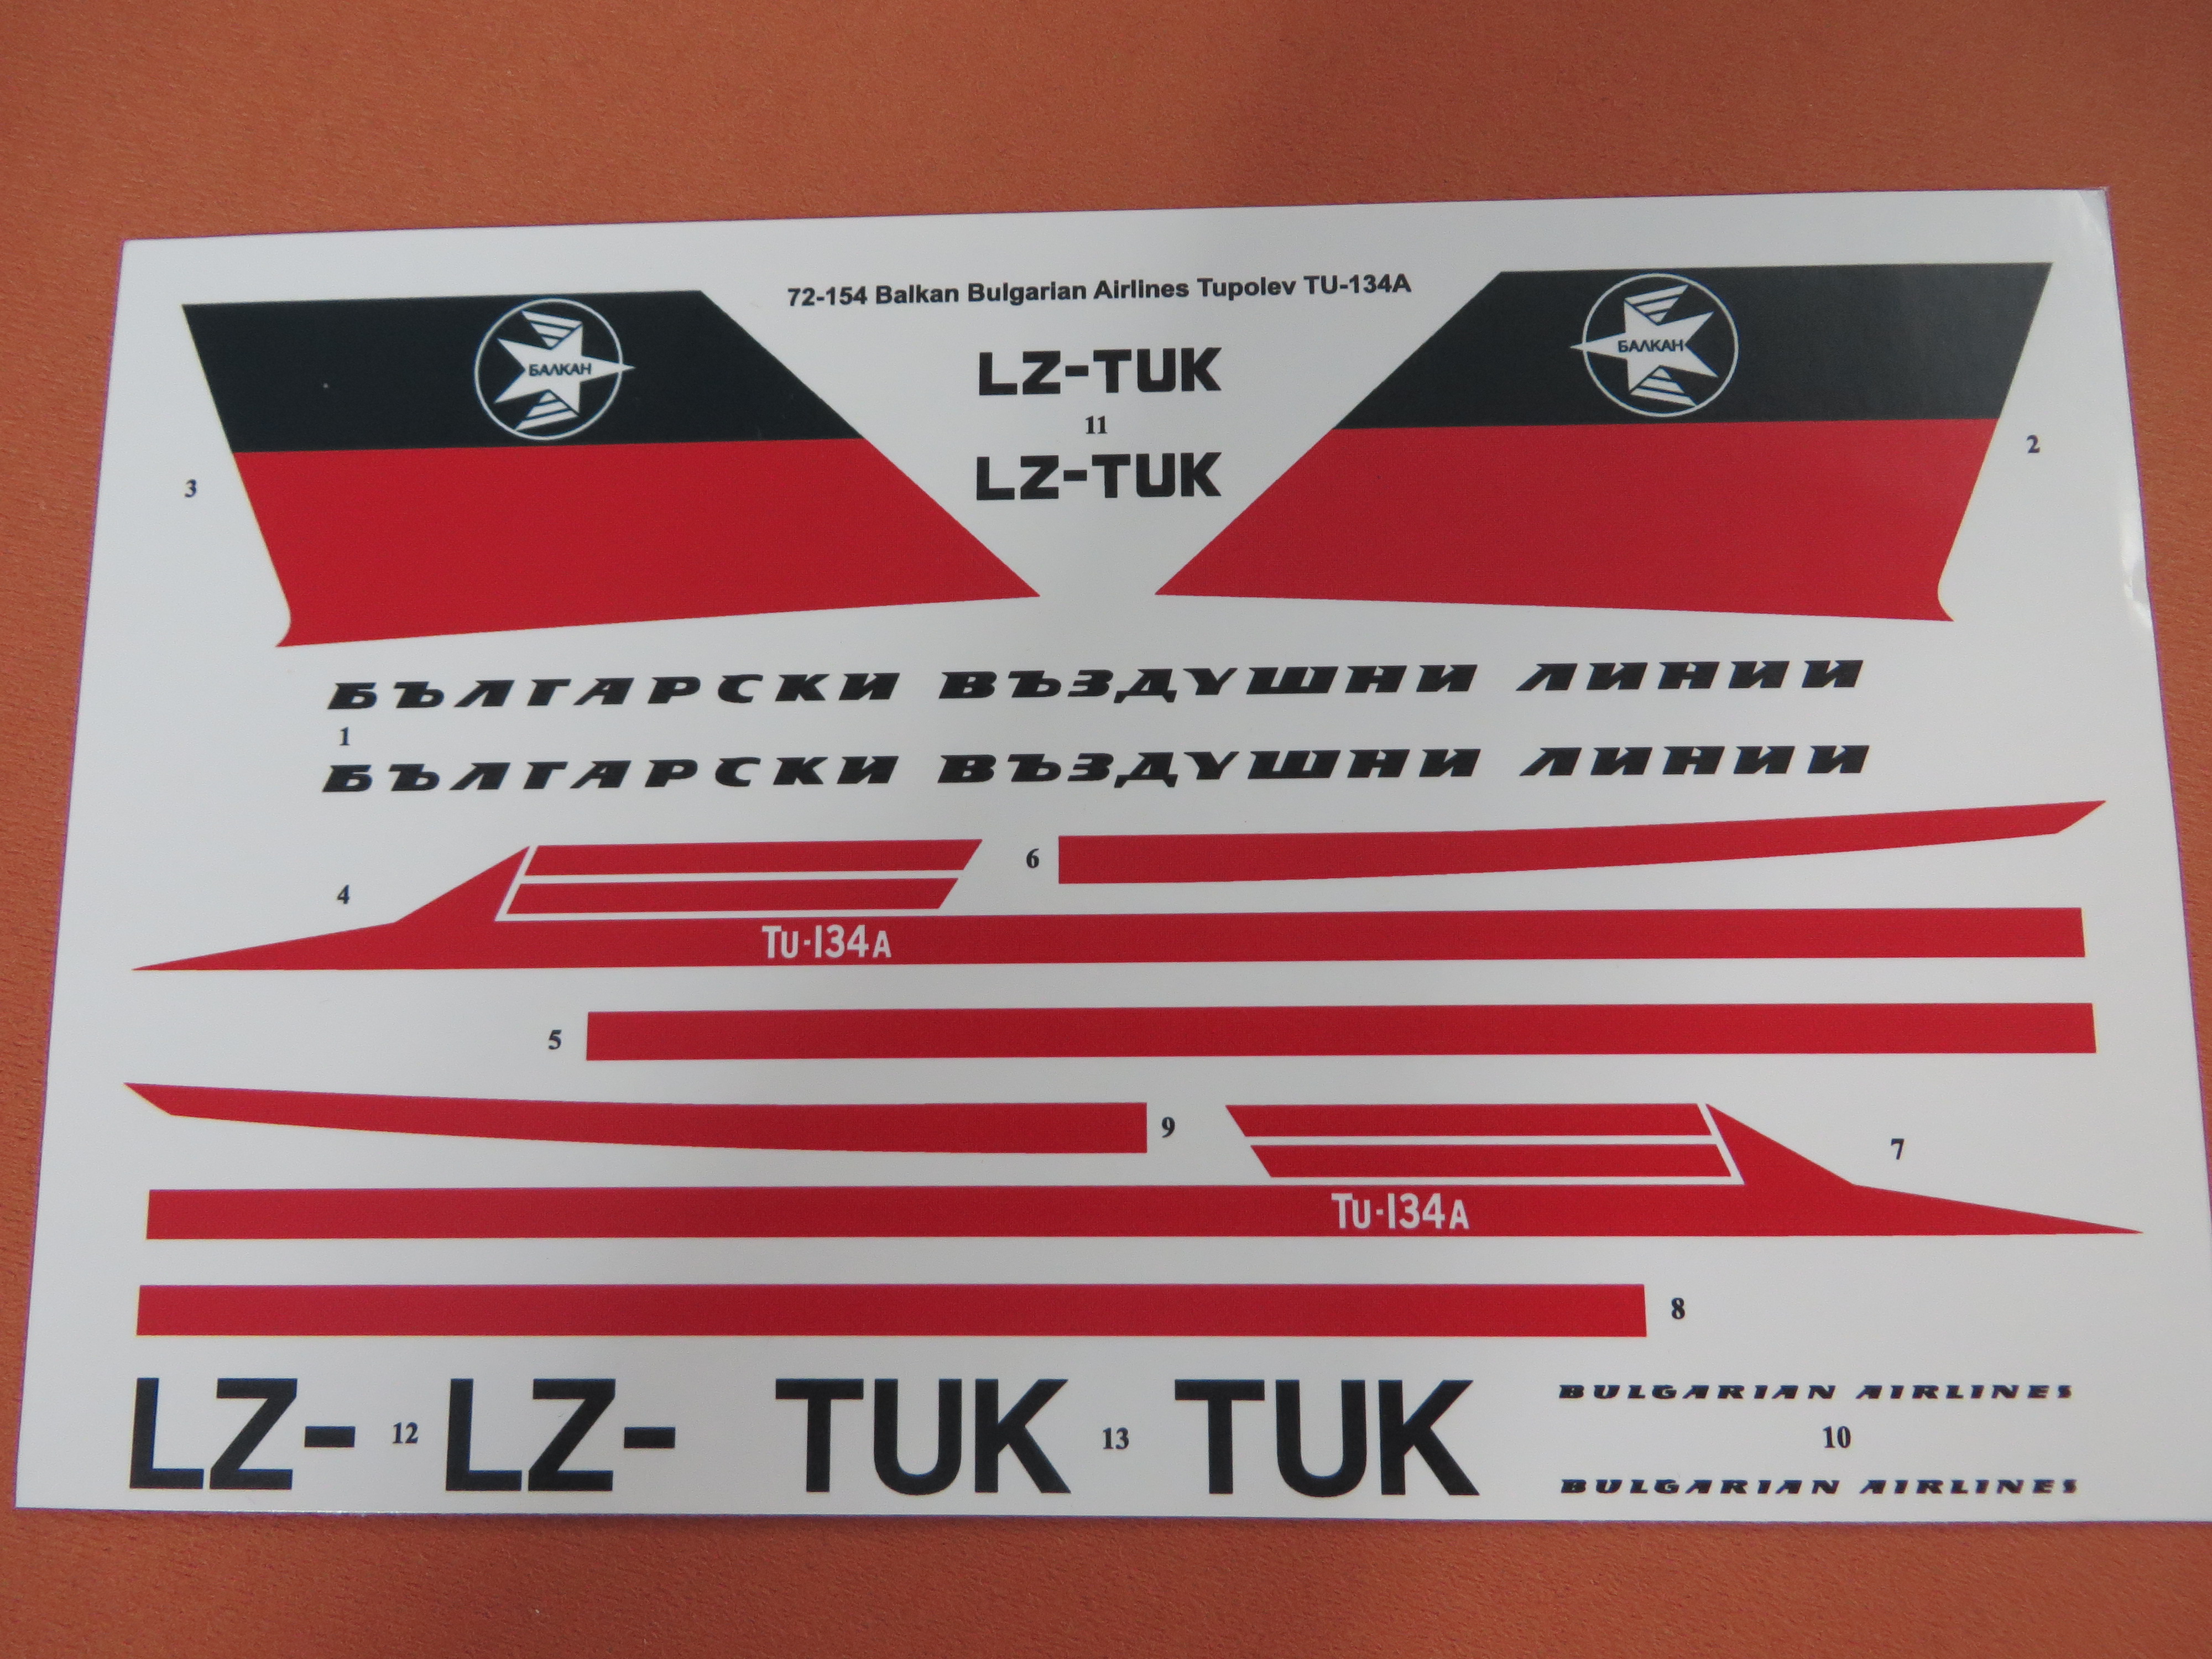 72-154 Balkan Bulgarian Airlines Tupolev TU-134A
БАЛКАН
БАЛКАН
LZ-TUK
11
LZ-TUK
3
2
БЪЛГАРСКИ ВЪЗДУШНИ ЛИНИИ
1
БЪЛГАРСКИ ВЪЗДУШНИ ЛИНИИ
6
4
TU-134A
5
9
7
TU-134A
8
LZ- 12 LZ- TUK 13 TUK
BULGARIAN AIRLINES
10
BULGARIAN AIRLINES